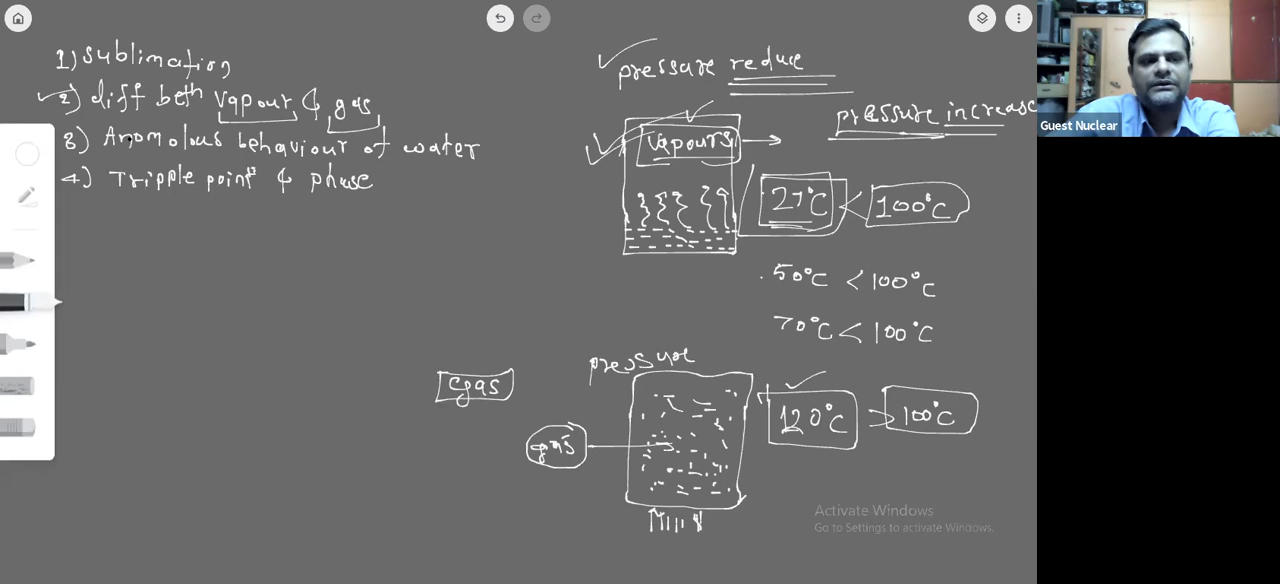 1) Sublimation
2) diff beth vapour & gas
3) Anomolous behaviour of water
4) Tripple point & phase
pressure reduce
pressure increase
Vapours
27°C < 100°C
50°C < 100°C
70°C < 100°C
pressure
gas
gas
120°C > 100°C
Activate Windows
Go to Settings to activate Windows.
Guest Nuclear